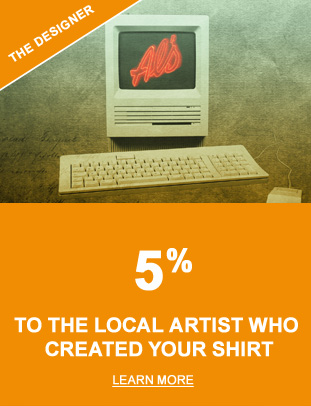 THE DESIGNER
Al's
5%
TO THE LOCAL ARTIST WHO
CREATED YOUR SHIRT
LEARN MORE